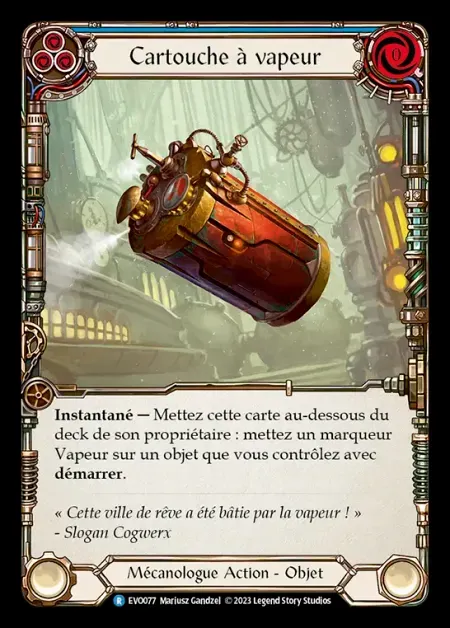 Cartouche à vapeur
0
Instantané — Mettez cette carte au-dessous du
deck de son propriétaire : mettez un marqueur
Vapeur sur un objet que vous contrôlez avec
démarrer.
« Cette ville de rêve a été bâtie par la vapeur ! »
- Slogan Cogwerx
Mécanologue Action - Objet
R EVO077 Mariusz Gandzel © 2023 Legend Story Studios